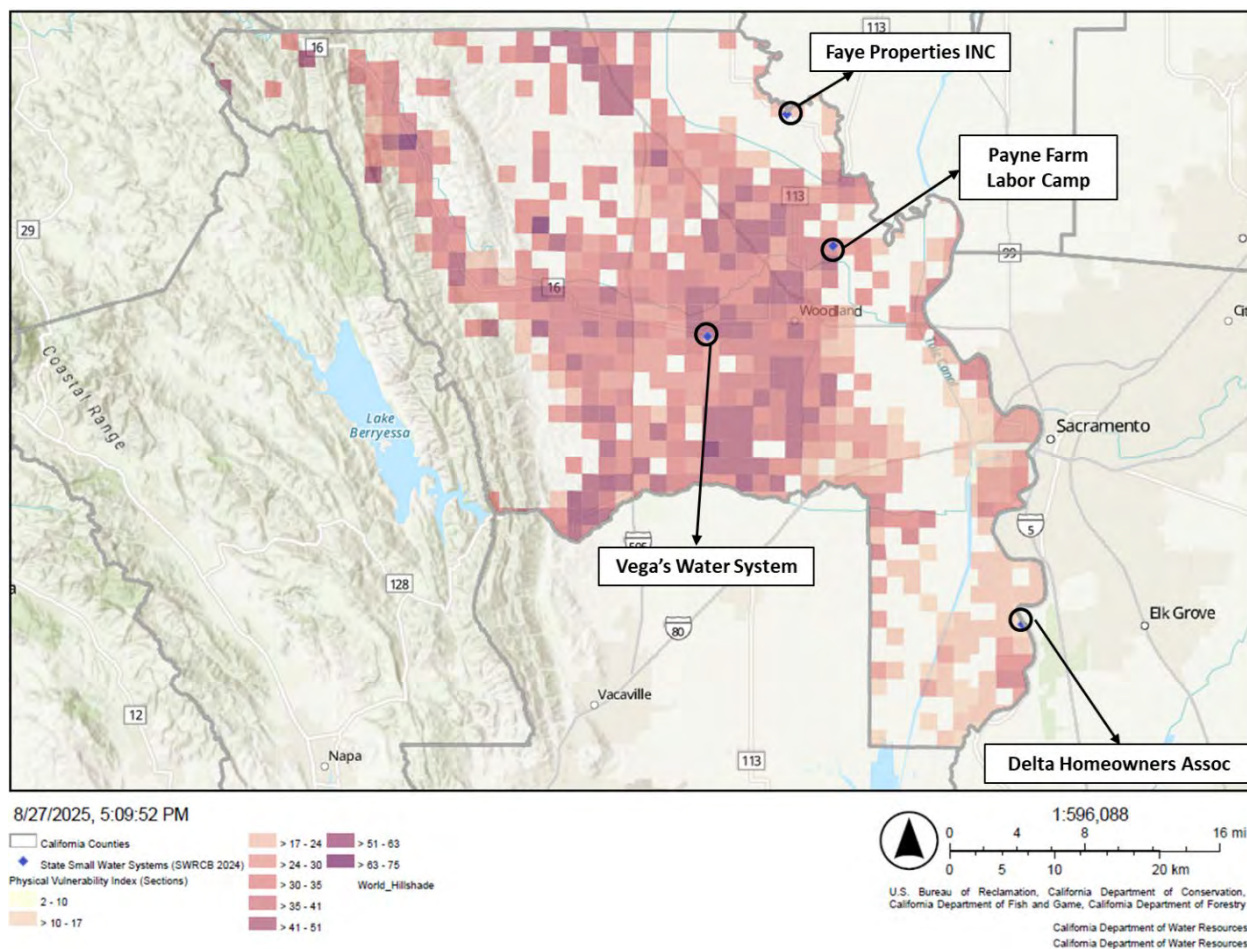 113
Faye Properties INC
16
Payne Farm
Labor Camp
113
29
99
16
Woodland
Coastal Range
Lake
Berryessa
Sacramento
5
Vega's Water System
128
80
Elk Grove
Vacaville
12
Napa
113
Delta Homeowners Assoc
8/27/2025, 5:09:52 PM
California Counties
State Small Water Systems (SWRCB 2024)
Physical Vulnerability Index (Sections)
2 - 10
> 10 - 17
> 17 - 24
> 24 - 30
> 30 - 35
> 35 - 41
> 41 - 51
> 51 - 63
> 63 - 75
World_Hillshade
1:596,088
0 4 8 16 mi
0 5 10 20 km
U.S. Bureau of Reclamation, California Department of Conservation,
California Department of Fish and Game, California Department of Forestry
California Department of Water Resources
California Department of Water Resources